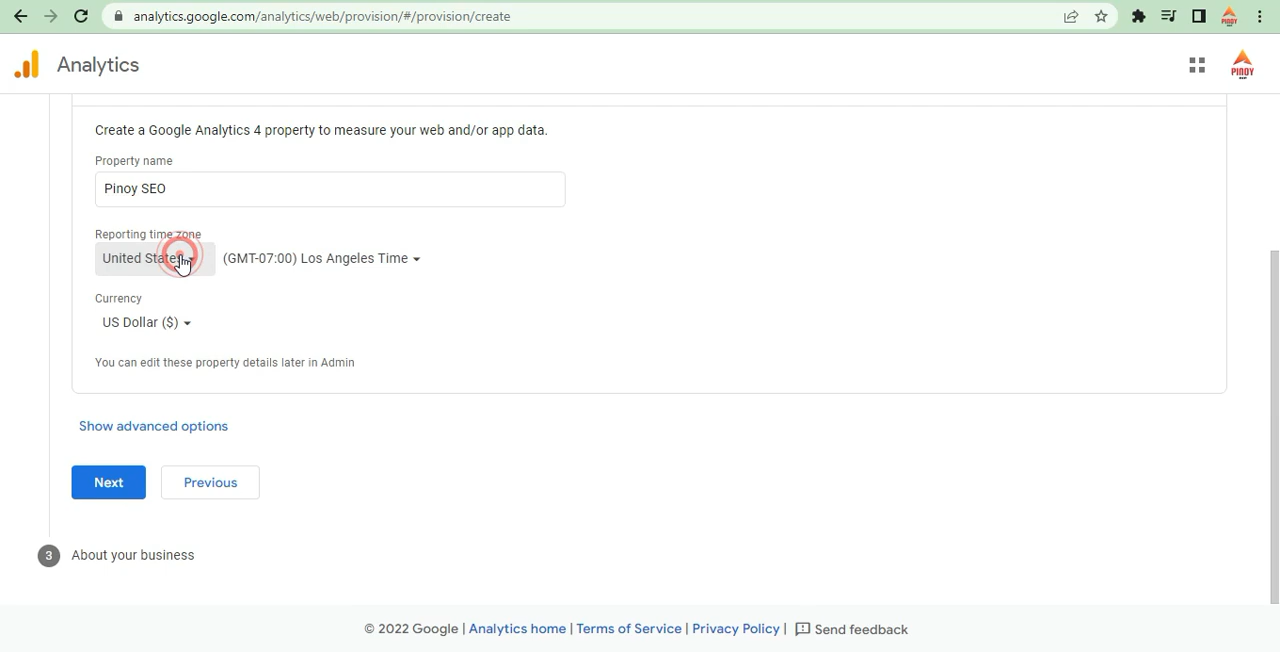 analytics.google.com/analytics/web/provision/#/provision/create
Analytics
PINOY
Create a Google Analytics 4 property to measure your web and/or app data.
Property name
Pinoy SEO
Reporting time zone
United States (GMT-07:00) Los Angeles Time
Currency
US Dollar ($)
You can edit these property details later in Admin
Show advanced options
Next Previous
3 About your business
© 2022 Google | Analytics home | Terms of Service | Privacy Policy | Send feedback